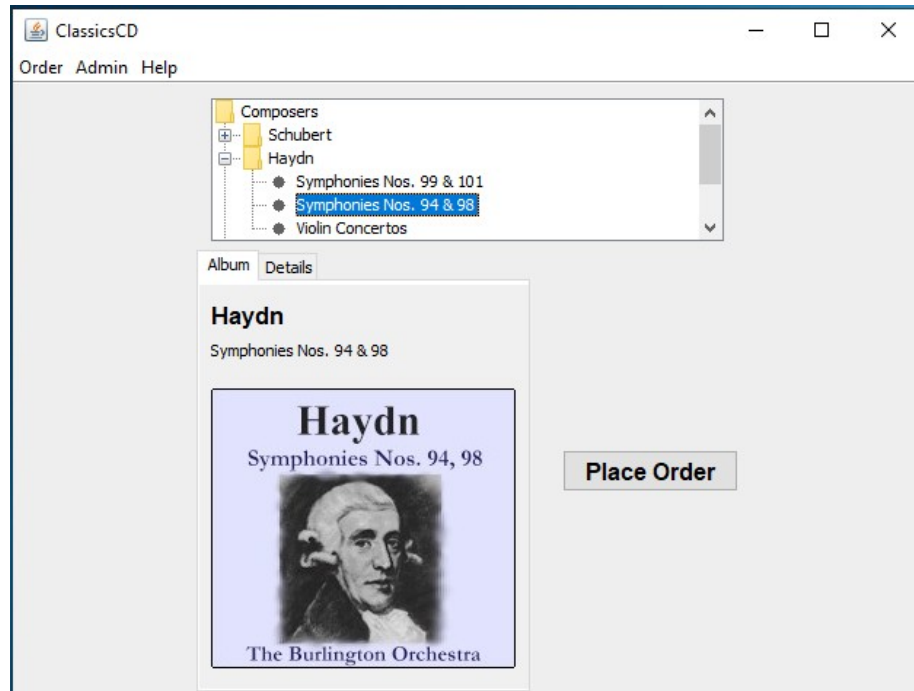 ClassicsCD
Order Admin Help
Composers
Schubert
Haydn
Symphonies Nos. 99 & 101
Symphonies Nos. 94 & 98
Violin Concertos
Album Details
Haydn
Symphonies Nos. 94 & 98
Haydn
Symphonies Nos. 94, 98
The Burlington Orchestra
Place Order